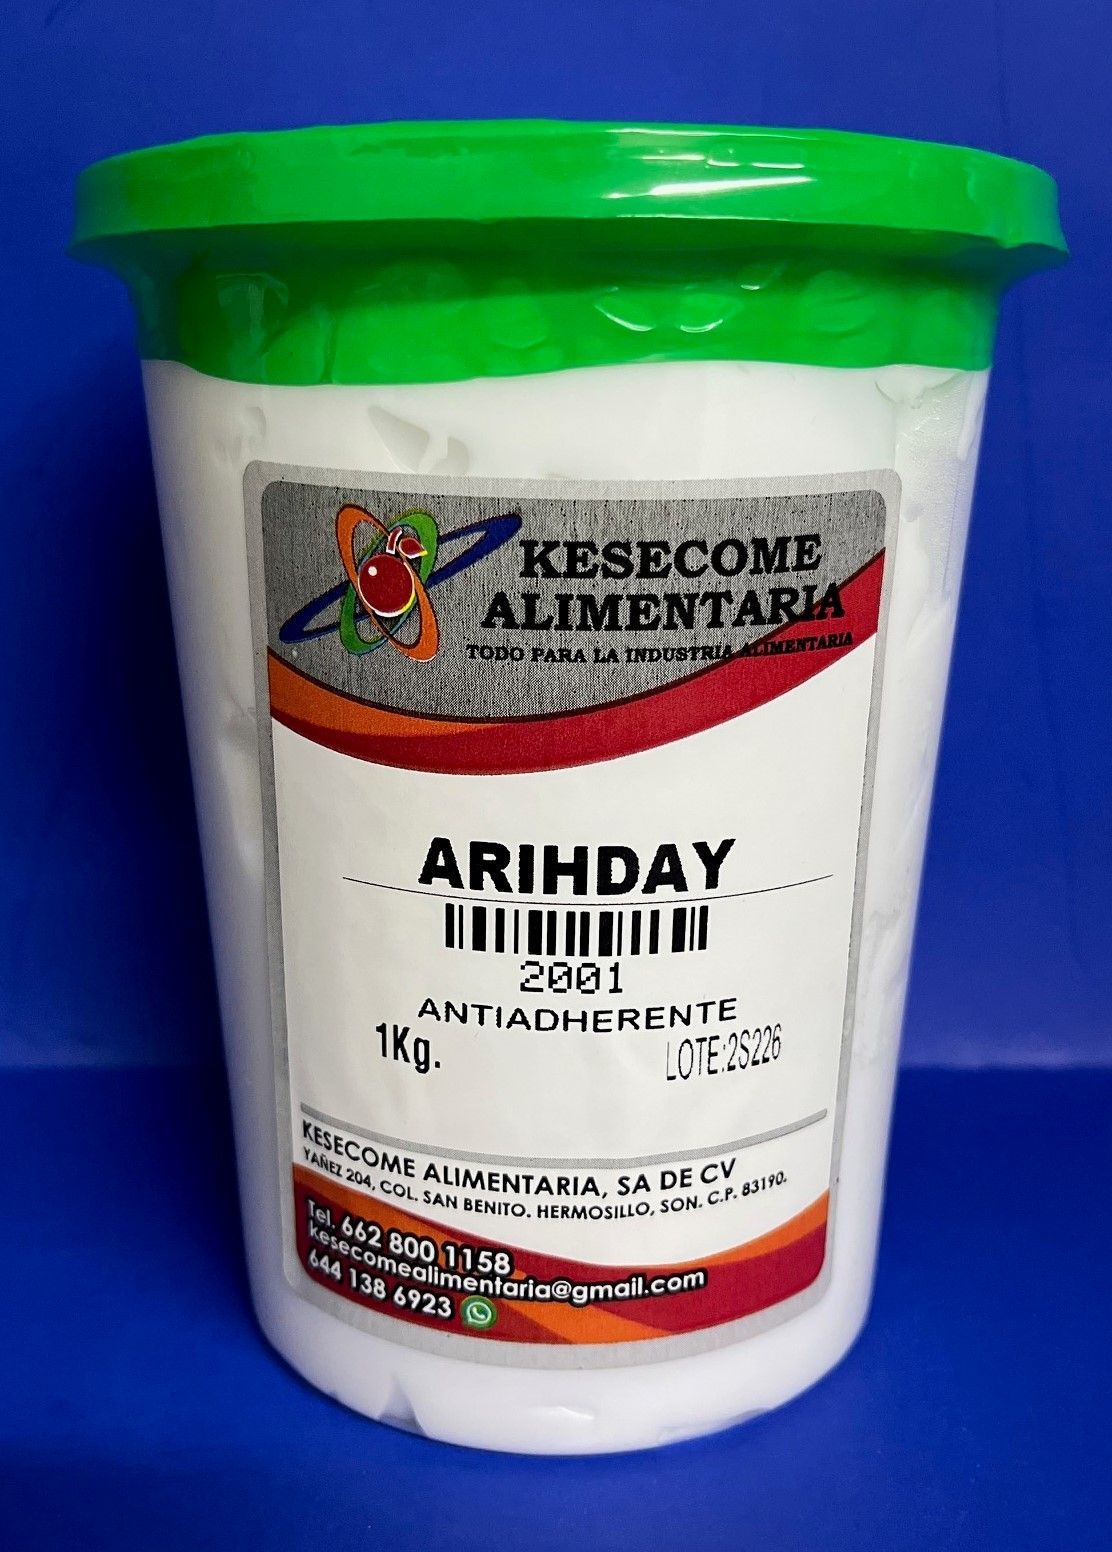 KESECOME
ALIMENTARIA
TODO PARA LA INDUSTRIA ALIMENTARIA
ARIHDAY
2001
ANTIADHERENTE
1Kg. LOTE:2S226
KESECOME ALIMENTARIA, SA DE CV
YAÑEZ 204, COL. SAN BENITO. HERMOSILLO, SON. C.P. 83190.
Tel. 662 800 1158
kesecomealimentaria@gmail.com
644 138 6923